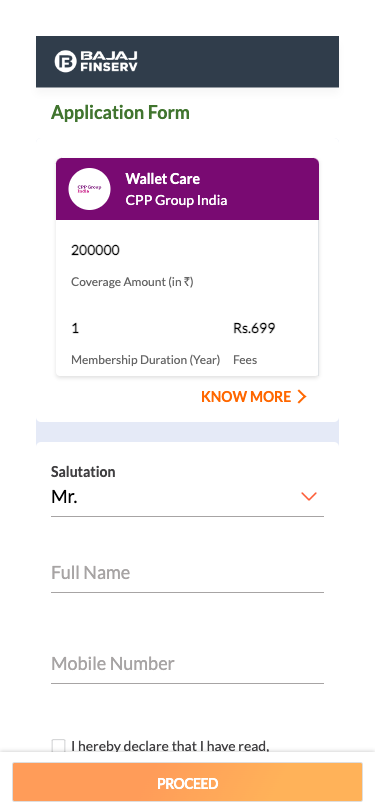 BAJAJ
FINSERV
Application Form
CPP Group
India
Wallet Care
CPP Group India
200000
Coverage Amount (in ₹)
1
Rs.699
Membership Duration (Year)
Fees
KNOW MORE
Salutation
Mr.
Full Name
Mobile Number
I hereby declare that I have read,
PROCEED